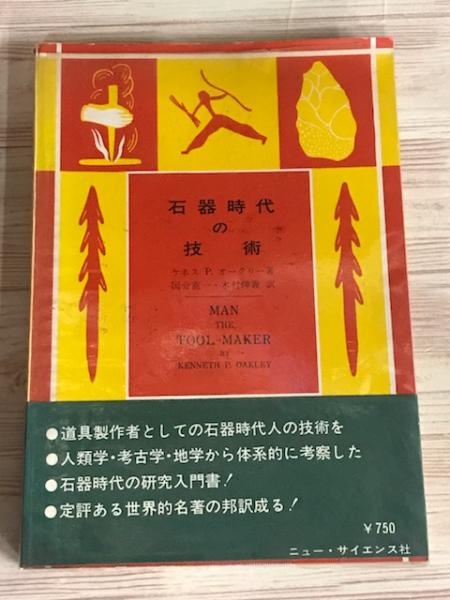 石器時代
の
技術
ケネス P. オークリー著
国分直一・木村伸義 訳
MAN
THE
TOOL-MAKER
BY
KENNETH P. OAKLEY
●道具製作者としての石器時代人の技術を
●人類学・考古学・地学から体系的に考察した
●石器時代の研究入門書!
●定評ある世界的名著の邦訳成る!
¥750
ニュー・サイエンス社